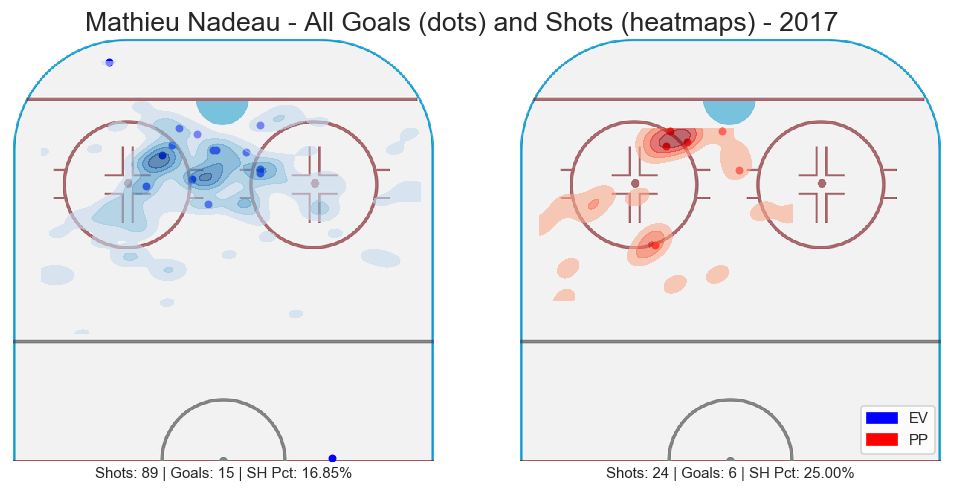 Mathieu Nadeau - All Goals (dots) and Shots (heatmaps) - 2017
EV
PP
Shots: 89 | Goals: 15 | SH Pct: 16.85%
Shots: 24 | Goals: 6 | SH Pct: 25.00%